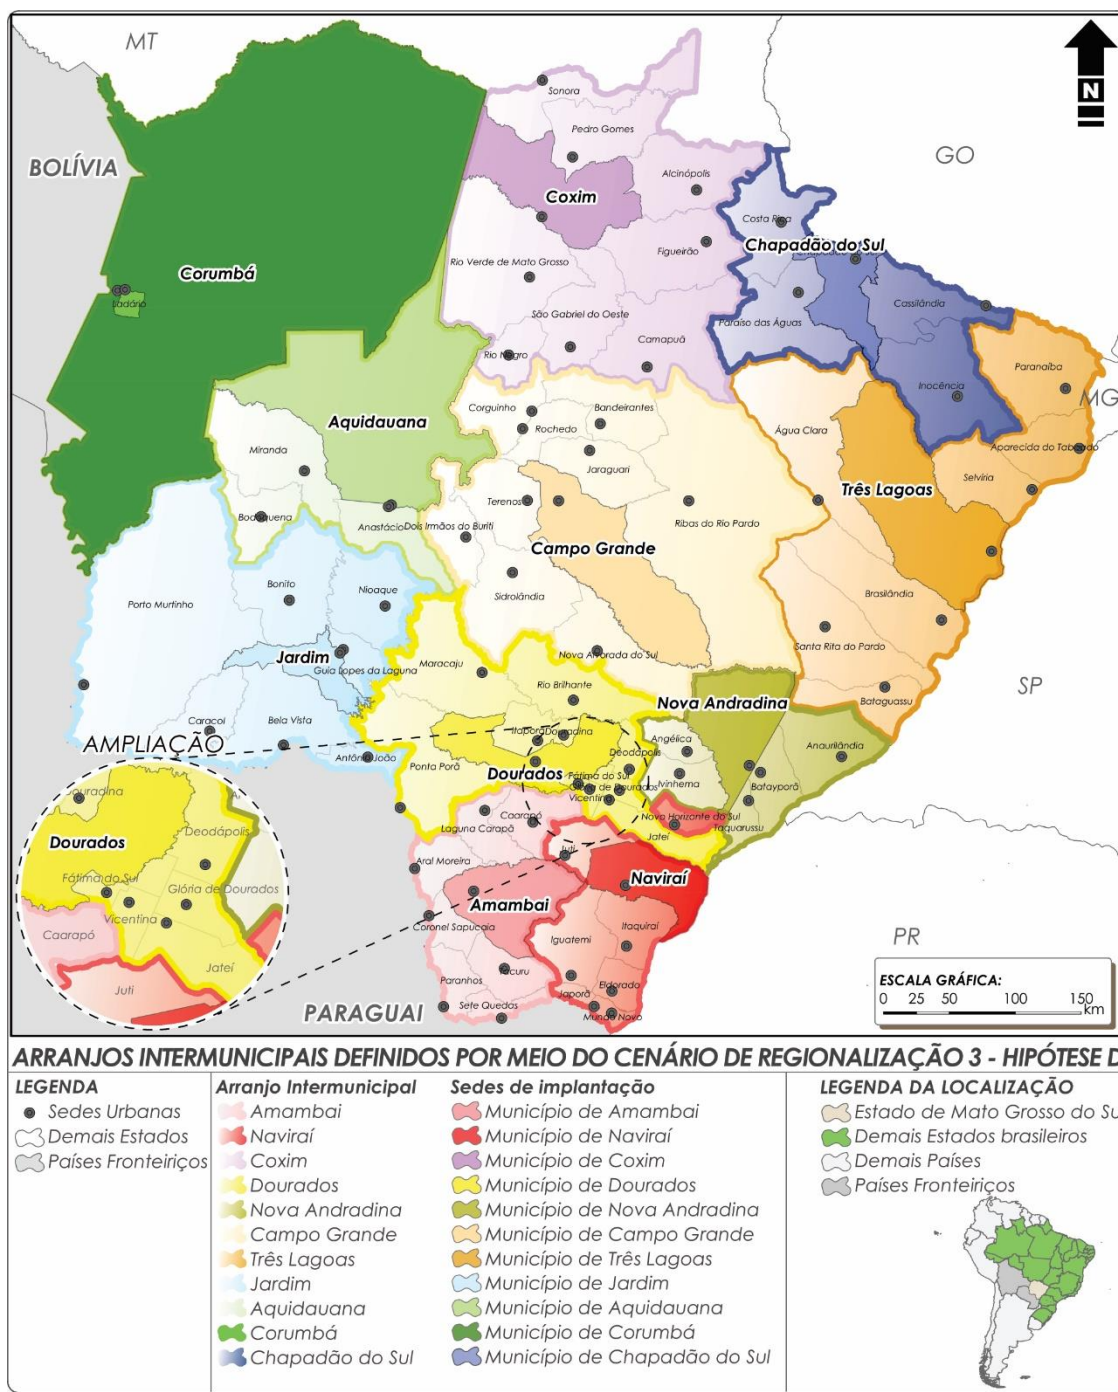 MT
BOLÍVIA
GO
MG
SP
PR
PARAGUAI
N
Sonora
Pedro Gomes
Coxim
Alcinópolis
Figueirão
Rio Verde de Mato Grosso
São Gabriel do Oeste
Rio Negro
Camapuã
Costa Rica
Chapadão do Sul
Cassilândia
Paraíso das Águas
Inocência
Paranaíba
Aparecida do Taboado
Selvíria
Água Clara
Três Lagoas
Brasilândia
Santa Rita do Pardo
Bataguassu
Corumbá
Ladário
Aquidauana
Miranda
Bodoquena
Anastácio
Dois Irmãos do Buriti
Corguinho
Rochedo
Bandeirantes
Jaraguari
Terenos
Ribas do Rio Pardo
Campo Grande
Sidrolândia
Nova Alvorada do Sul
Porto Murtinho
Bonito
Nioaque
Jardim
Guia Lopes da Laguna
Caracol
Bela Vista
Antônio João
Maracaju
Rio Brilhante
Itaporã
Douradina
Ponta Porã
Dourados
Deodápolis
Fátima do Sul
Glória de Dourados
Vicentina
Jateí
Nova Andradina
Angélica
Ivinhema
Anaurilândia
Batayporã
Taquarussu
Novo Horizonte do Sul
Laguna Carapã
Caarapó
Juti
Aral Moreira
Amambai
Coronel Sapucaia
Tacuru
Paranhos
Sete Quedas
Naviraí
Itaquiraí
Iguatemi
Eldorado
Japorã
Mundo Novo
AMPLIAÇÃO
Douradina
Dourados
Deodápolis
Fátima do Sul
Glória de Dourados
Vicentina
Caarapó
Jateí
Juti
ESCALA GRÁFICA:
0 25 50 100 150
km
ARRANJOS INTERMUNICIPAIS DEFINIDOS POR MEIO DO CENÁRIO DE REGIONALIZAÇÃO 3 - HIPÓTESE D
LEGENDA
Sedes Urbanas
Demais Estados
Países Fronteiriços
Arranjo Intermunicipal
Amambai
Naviraí
Coxim
Dourados
Nova Andradina
Campo Grande
Três Lagoas
Jardim
Aquidauana
Corumbá
Chapadão do Sul
Sedes de implantação
Município de Amambai
Município de Naviraí
Município de Coxim
Município de Dourados
Município de Nova Andradina
Município de Campo Grande
Município de Três Lagoas
Município de Jardim
Município de Aquidauana
Município de Corumbá
Município de Chapadão do Sul
LEGENDA DA LOCALIZAÇÃO
Estado de Mato Grosso do Su
Demais Estados brasileiros
Demais Países
Países Fronteiriços